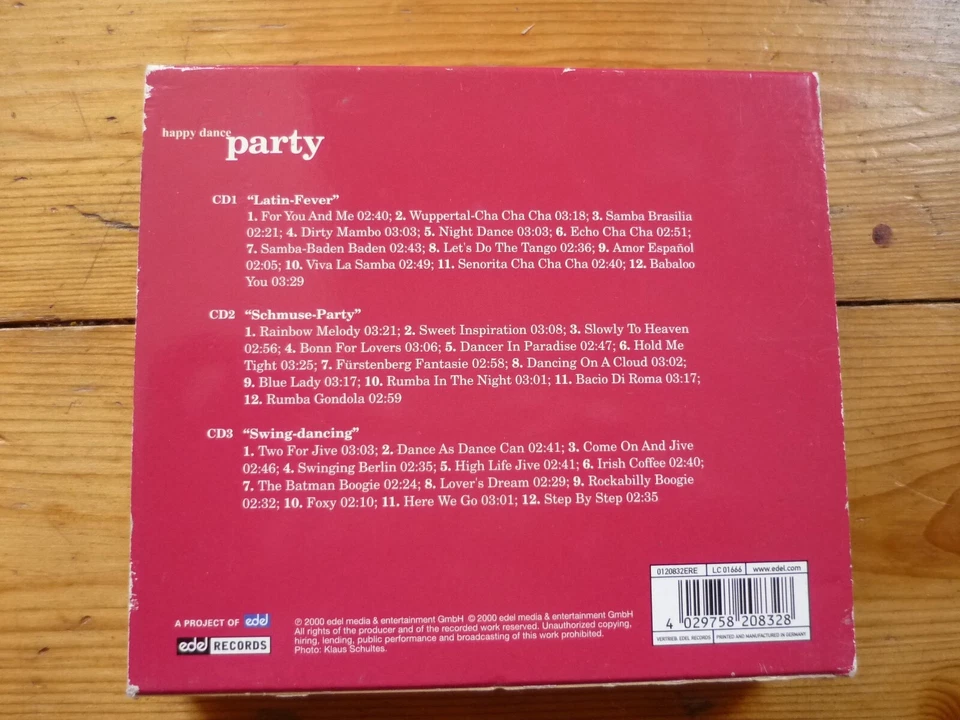 happy dance
party
CD1 “Latin-Fever”
1. For You And Me 02:40; 2. Wuppertal-Cha Cha Cha 03:18; 3. Samba Brasilia
02:21; 4. Dirty Mambo 03:03; 5. Night Dance 03:03; 6. Echo Cha Cha 02:51;
7. Samba-Baden Baden 02:43; 8. Let's Do The Tango 02:36; 9. Amor Español
02:05; 10. Viva La Samba 02:49; 11. Senorita Cha Cha Cha 02:40; 12. Babaloo
You 03:29
CD2 “Schmuse-Party”
1. Rainbow Melody 03:21; 2. Sweet Inspiration 03:08; 3. Slowly To Heaven
02:56; 4. Bonn For Lovers 03:06; 5. Dancer In Paradise 02:47; 6. Hold Me
Tight 03:25; 7. Fürstenberg Fantasie 02:58; 8. Dancing On A Cloud 03:02;
9. Blue Lady 03:17; 10. Rumba In The Night 03:01; 11. Bacio Di Roma 03:17;
12. Rumba Gondola 02:59
CD3 “Swing-dancing”
1. Two For Jive 03:03; 2. Dance As Dance Can 02:41; 3. Come On And Jive
02:46; 4. Swinging Berlin 02:35; 5. High Life Jive 02:41; 6. Irish Coffee 02:40;
7. The Batman Boogie 02:24; 8. Lover's Dream 02:29; 9. Rockabilly Boogie
02:32; 10. Foxy 02:10; 11. Here We Go 03:01; 12. Step By Step 02:35
0120832ERE LC 01666 www.edel.com
4 029758 208328
VERTRIEB: EDEL RECORDS PRINTED AND MANUFACTURED IN GERMANY
A PROJECT OF edel
edel RECORDS
℗ 2000 edel media & entertainment GmbH © 2000 edel media & entertainment GmbH
All rights of the producer and of the recorded work reserved. Unauthorized copying,
hiring, lending, public performance and broadcasting of this work prohibited.
Photo: Klaus Schultes.